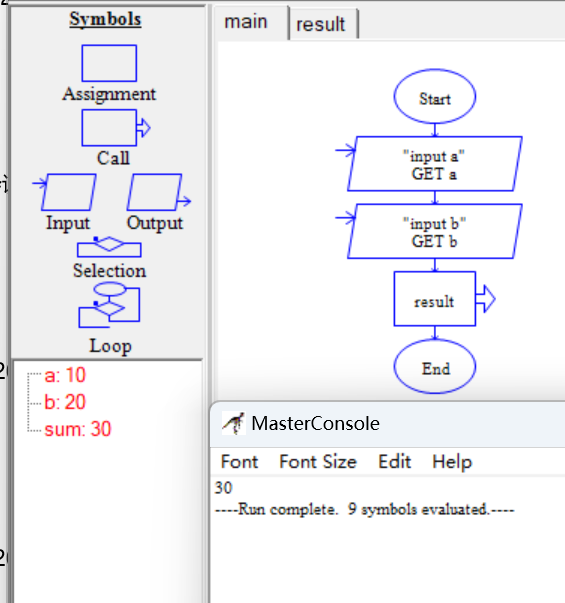 Symbols
Assignment
Call
Input Output
Selection
Loop
a: 10
b: 20
sum: 30
main result
Start
"input a"
GET a
"input b"
GET b
result
End
MasterConsole
Font Font Size Edit Help
30
----Run complete.  9 symbols evaluated.----